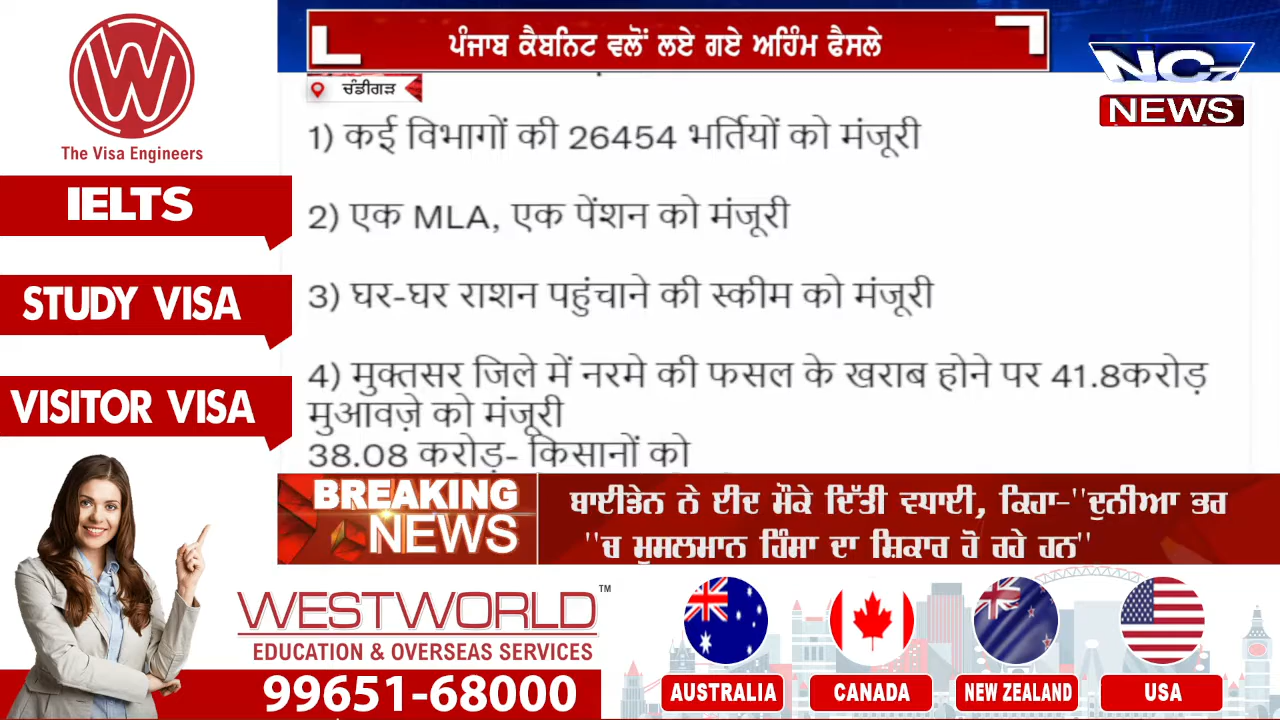 The Visa Engineers
IELTS
STUDY VISA
VISITOR VISA
ਪੰਜਾਬ ਕੈਬਨਿਟ ਵਲੋਂ ਲਏ ਗਏ ਅਹਿੰਮ ਫੈਸਲੇ
ਚੰਡੀਗੜ
NC7
NEWS
1) कई विभागों की 26454 भर्तियों को मंजूरी
2) एक MLA, एक पेंशन को मंजूरी
3) घर-घर राशन पहुंचाने की स्कीम को मंजूरी
4) मुक्तसर जिले में नरमे की फसल के खराब होने पर 41.8करोड़
मुआवज़े को मंजूरी
38.08 करोड़- किसानों को
BREAKING
NEWS
ਬਾਈਡੇਨ ਨੇ ਈਦ ਮੌਕੇ ਦਿੱਤੀ ਵਧਾਈ, ਕਿਹਾ-''ਦੁਨੀਆ ਭਰ
''ਚ ਮੁਸਲਮਾਨ ਹਿੰਸਾ ਦਾ ਸ਼ਿਕਾਰ ਹੋ ਰਹੇ ਹਨ''
WESTWORLD™
EDUCATION & OVERSEAS SERVICES
99651-68000
AUSTRALIA
CANADA
NEW ZEALAND
USA